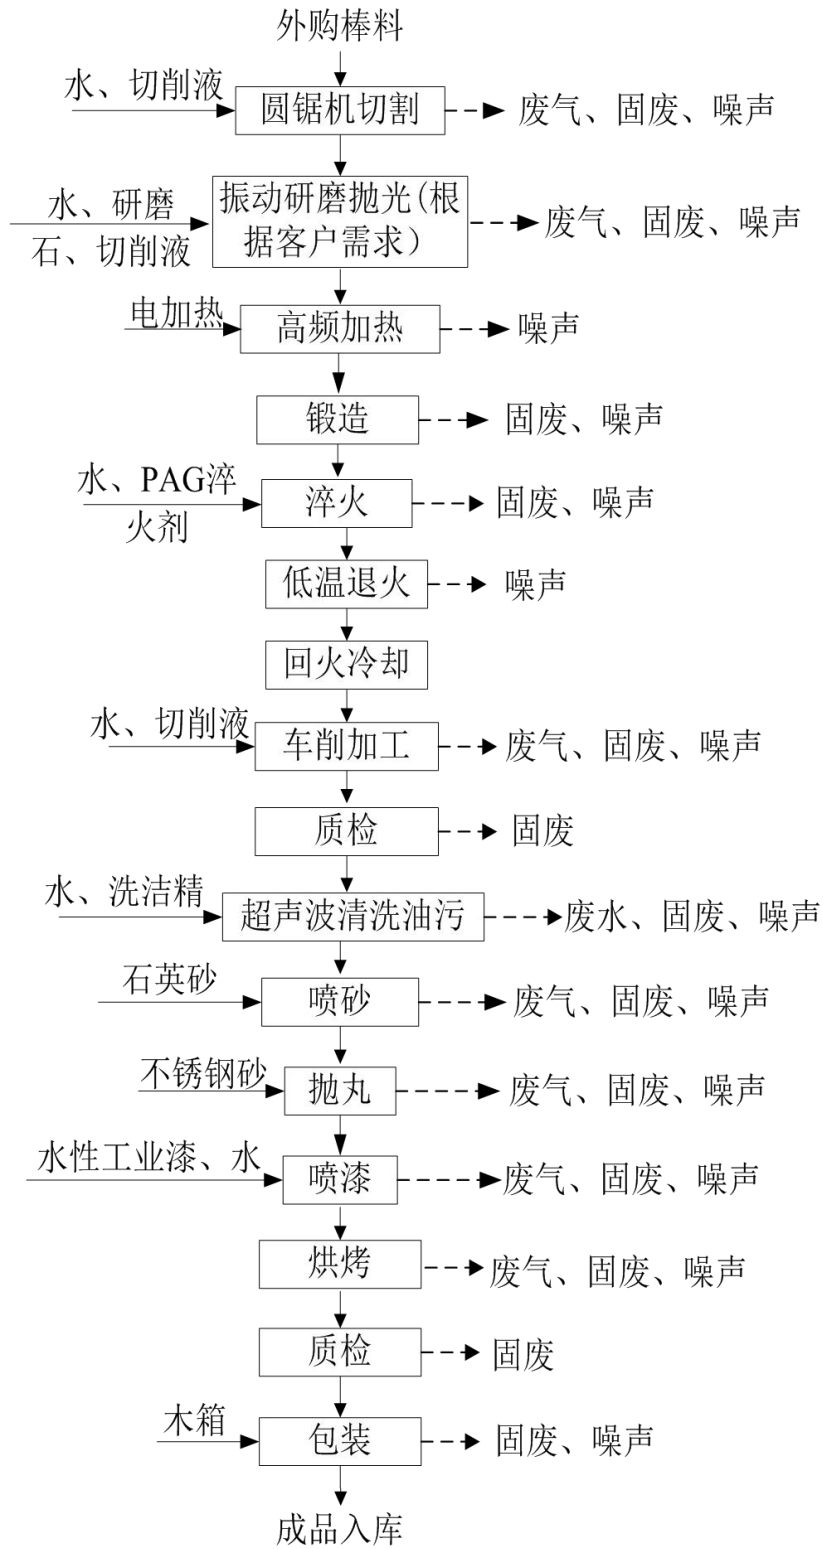 外购棒料
水、切削液
圆锯机切割
废气、固废、噪声
水、研磨
石、切削液
振动研磨抛光(根
据客户需求)
废气、固废、噪声
电加热
高频加热
噪声
锻造
固废、噪声
水、PAG淬
火剂
淬火
固废、噪声
低温退火
噪声
回火冷却
水、切削液
车削加工
废气、固废、噪声
质检
固废
水、洗洁精
超声波清洗油污
废水、固废、噪声
石英砂
喷砂
废气、固废、噪声
不锈钢砂
抛丸
废气、固废、噪声
水性工业漆、水
喷漆
废气、固废、噪声
烘烤
废气、固废、噪声
质检
固废
木箱
包装
固废、噪声
成品入库